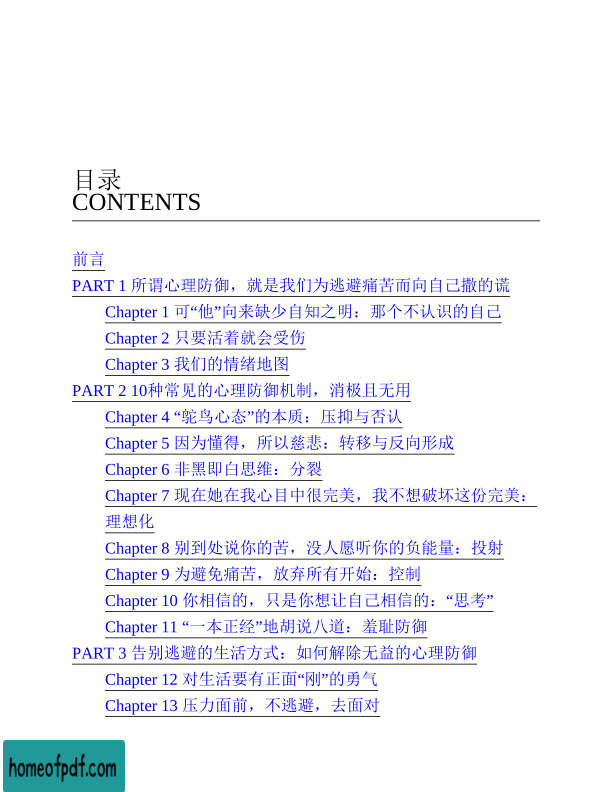 目录
CONTENTS
前言
PART 1 所谓心理防御，就是我们为逃避痛苦而向自己撒的谎
Chapter 1 可“他”向来缺少自知之明：那个不认识的自己
Chapter 2 只要活着就会受伤
Chapter 3 我们的情绪地图
PART 2 10种常见的心理防御机制，消极且无用
Chapter 4 “鸵鸟心态”的本质：压抑与否认
Chapter 5 因为懂得，所以慈悲：转移与反向形成
Chapter 6 非黑即白思维：分裂
Chapter 7 现在她在我心目中很完美，我不想破坏这份完美：
理想化
Chapter 8 别到处说你的苦，没人愿听你的负能量：投射
Chapter 9 为避免痛苦，放弃所有开始：控制
Chapter 10 你相信的，只是你想让自己相信的：“思考”
Chapter 11 “一本正经”地胡说八道：羞耻防御
PART 3 告别逃避的生活方式：如何解除无益的心理防御
Chapter 12 对生活要有正面“刚”的勇气
Chapter 13 压力面前，不逃避，去面对
homeofpdf.com